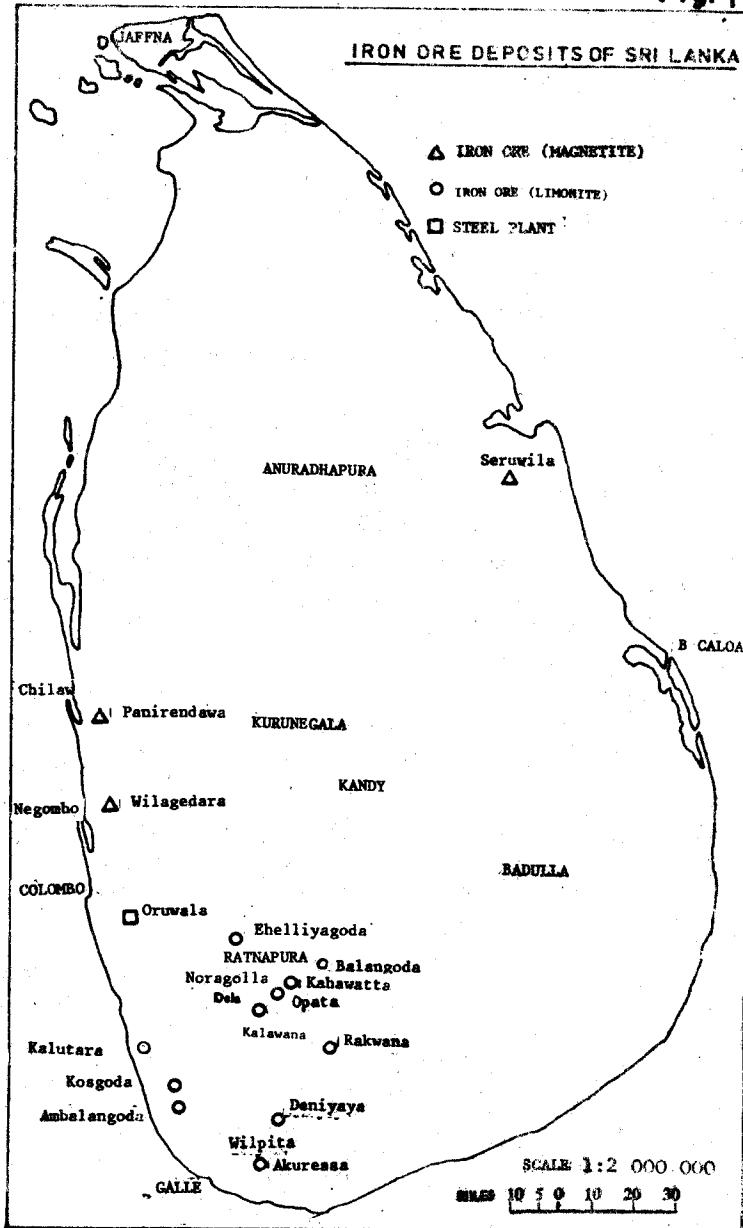 JAFFNA
IRON ORE DEPOSITS OF SRI LANKA
IRON ORE (MAGNETITE)
IRON ORE (LIMONITE)
STEEL PLANT
ANURADHAPURA
Seruwila
B CALOA
Chilaw
Panirendawa
KURUNEGALA
KANDY
Negombo
Wilagedara
BADULLA
COLOMBO
Oruwala
Ehelliyagoda
RATNAPURA
Balangoda
Noragolla
Kahawatta
Dela
Opata
Kalawana
Rakwana
Kalutara
Kosgoda
Ambalangoda
Deniyaya
Wilpita
Akuressa
GALLE
SCALE 1:2 000 000
MILES 10 5 0 10 20 30